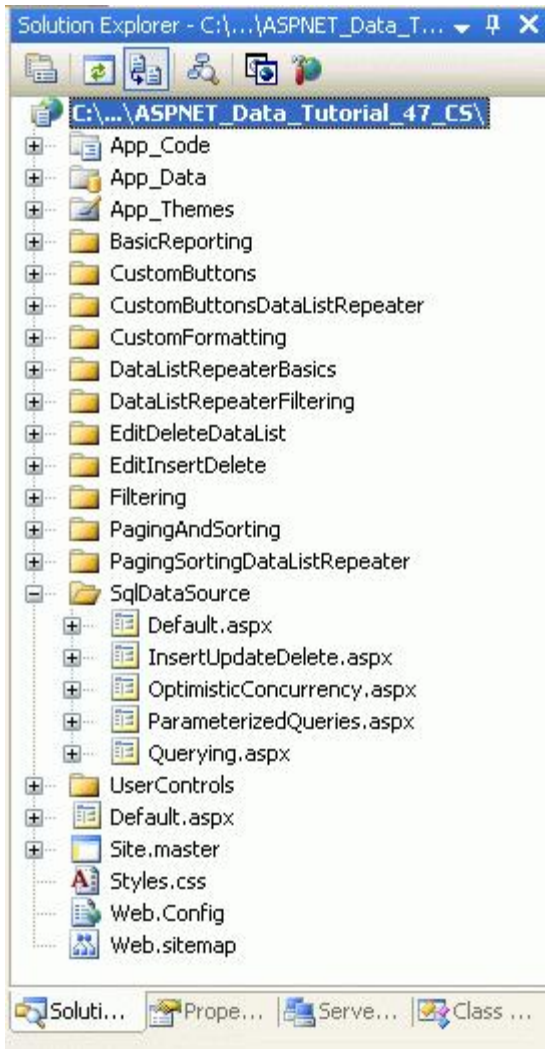 Solution Explorer - C:\...\ASPNET_Data_T...
C:\...\ASPNET_Data_Tutorial_47_CS\
App_Code
App_Data
App_Themes
BasicReporting
CustomButtons
CustomButtonsDataListRepeater
CustomFormatting
DataListRepeaterBasics
DataListRepeaterFiltering
EditDeleteDataList
EditInsertDelete
Filtering
PagingAndSorting
PagingSortingDataListRepeater
SqlDataSource
Default.aspx
InsertUpdateDelete.aspx
OptimisticConcurrency.aspx
ParameterizedQueries.aspx
Querying.aspx
UserControls
Default.aspx
Site.master
Styles.css
Web.Config
Web.sitemap
Soluti... Prope... Serve... Class ...